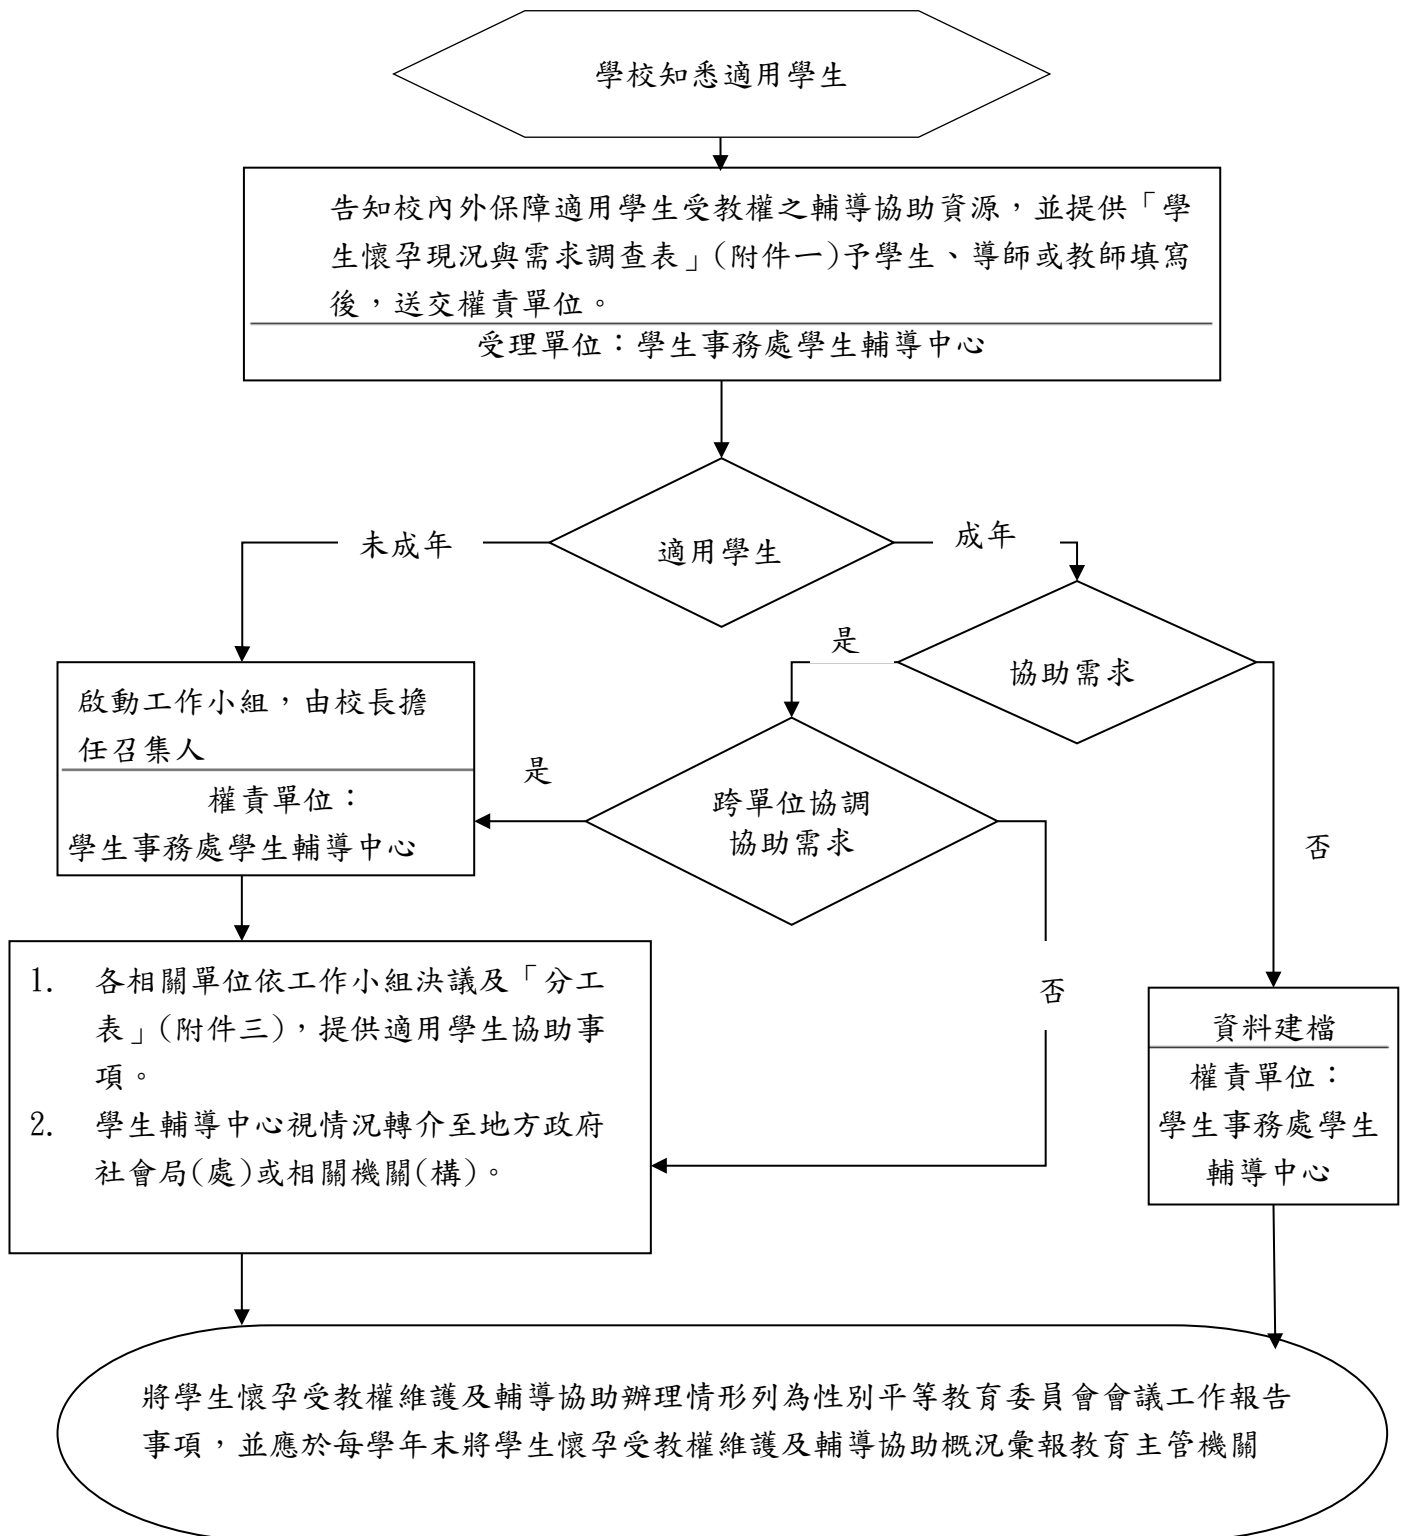 學校知悉適用學生
告知校內外保障適用學生受教權之輔導協助資源，並提供「學
生懷孕現況與需求調查表」(附件一)予學生、導師或教師填寫
後，送交權責單位。
受理單位：學生事務處學生輔導中心
適用學生
未成年
成年
協助需求
是
跨單位協調
協助需求
是
否
否
啟動工作小組，由校長擔
任召集人
權責單位：
學生事務處學生輔導中心
1. 各相關單位依工作小組決議及「分工
表」(附件三)，提供適用學生協助事
項。
2. 學生輔導中心視情況轉介至地方政府
社會局(處)或相關機關(構)。
資料建檔
權責單位：
學生事務處學生
輔導中心
將學生懷孕受教權維護及輔導協助辦理情形列為性別平等教育委員會會議工作報告
事項，並應於每學年末將學生懷孕受教權維護及輔導協助概況彙報教育主管機關